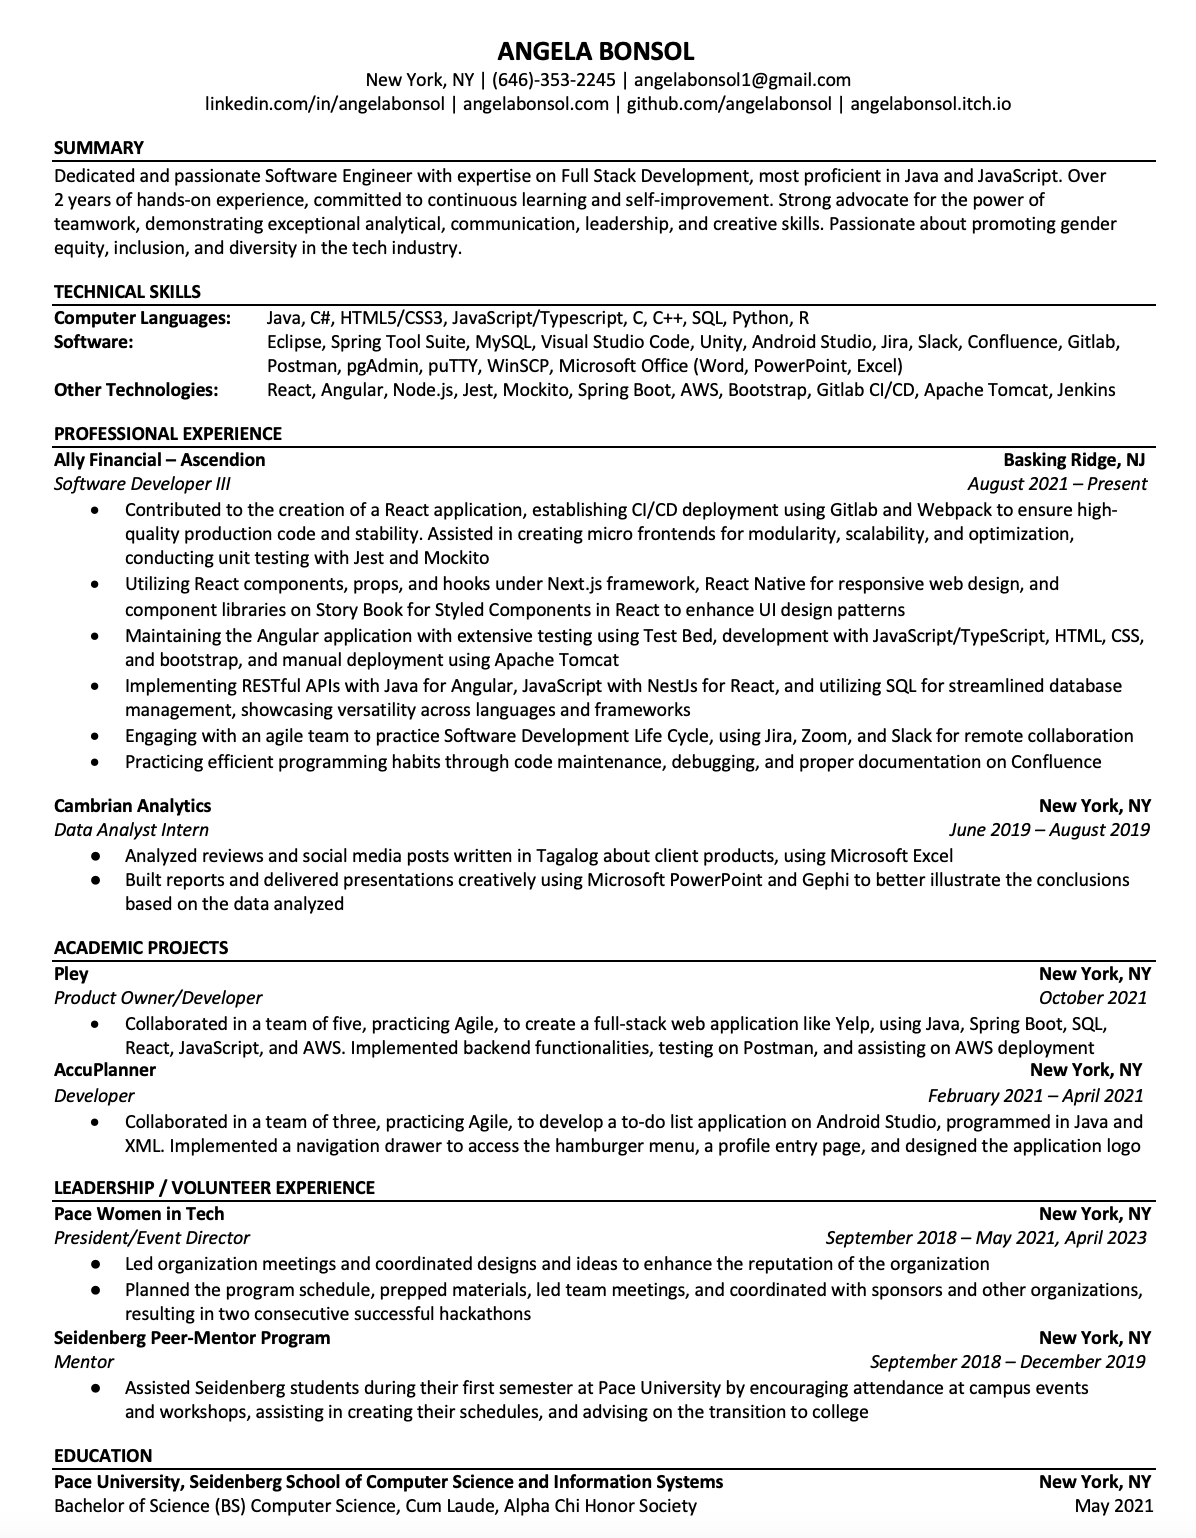 ANGELA BONSOL
New York, NY | (646)-353-2245 | angelabonsol1@gmail.com
linkedin.com/in/angelabonsol | angelabonsol.com | github.com/angelabonsol | angelabonsol.itch.io
SUMMARY
Dedicated and passionate Software Engineer with expertise on Full Stack Development, most proficient in Java and JavaScript. Over
2 years of hands-on experience, committed to continuous learning and self-improvement. Strong advocate for the power of
teamwork, demonstrating exceptional analytical, communication, leadership, and creative skills. Passionate about promoting gender
equity, inclusion, and diversity in the tech industry.
TECHNICAL SKILLS
Computer Languages: Java, C#, HTML5/CSS3, JavaScript/Typescript, C, C++, SQL, Python, R
Software: Eclipse, Spring Tool Suite, MySQL, Visual Studio Code, Unity, Android Studio, Jira, Slack, Confluence, Gitlab,
Postman, pgAdmin, puTTY, WinSCP, Microsoft Office (Word, PowerPoint, Excel)
Other Technologies: React, Angular, Node.js, Jest, Mockito, Spring Boot, AWS, Bootstrap, Gitlab CI/CD, Apache Tomcat, Jenkins
PROFESSIONAL EXPERIENCE
Ally Financial – Ascendion Basking Ridge, NJ
Software Developer III August 2021 – Present
• Contributed to the creation of a React application, establishing CI/CD deployment using Gitlab and Webpack to ensure high-
quality production code and stability. Assisted in creating micro frontends for modularity, scalability, and optimization,
conducting unit testing with Jest and Mockito
• Utilizing React components, props, and hooks under Next.js framework, React Native for responsive web design, and
component libraries on Story Book for Styled Components in React to enhance UI design patterns
• Maintaining the Angular application with extensive testing using Test Bed, development with JavaScript/TypeScript, HTML, CSS,
and bootstrap, and manual deployment using Apache Tomcat
• Implementing RESTful APIs with Java for Angular, JavaScript with NestJs for React, and utilizing SQL for streamlined database
management, showcasing versatility across languages and frameworks
• Engaging with an agile team to practice Software Development Life Cycle, using Jira, Zoom, and Slack for remote collaboration
• Practicing efficient programming habits through code maintenance, debugging, and proper documentation on Confluence
Cambrian Analytics New York, NY
Data Analyst Intern June 2019 – August 2019
• Analyzed reviews and social media posts written in Tagalog about client products, using Microsoft Excel
• Built reports and delivered presentations creatively using Microsoft PowerPoint and Gephi to better illustrate the conclusions
based on the data analyzed
ACADEMIC PROJECTS
Pley New York, NY
Product Owner/Developer October 2021
• Collaborated in a team of five, practicing Agile, to create a full-stack web application like Yelp, using Java, Spring Boot, SQL,
React, JavaScript, and AWS. Implemented backend functionalities, testing on Postman, and assisting on AWS deployment
AccuPlanner New York, NY
Developer February 2021 – April 2021
• Collaborated in a team of three, practicing Agile, to develop a to-do list application on Android Studio, programmed in Java and
XML. Implemented a navigation drawer to access the hamburger menu, a profile entry page, and designed the application logo
LEADERSHIP / VOLUNTEER EXPERIENCE
Pace Women in Tech New York, NY
President/Event Director September 2018 – May 2021, April 2023
• Led organization meetings and coordinated designs and ideas to enhance the reputation of the organization
• Planned the program schedule, prepped materials, led team meetings, and coordinated with sponsors and other organizations,
resulting in two consecutive successful hackathons
Seidenberg Peer-Mentor Program New York, NY
Mentor September 2018 – December 2019
• Assisted Seidenberg students during their first semester at Pace University by encouraging attendance at campus events
and workshops, assisting in creating their schedules, and advising on the transition to college
EDUCATION
Pace University, Seidenberg School of Computer Science and Information Systems New York, NY
Bachelor of Science (BS) Computer Science, Cum Laude, Alpha Chi Honor Society May 2021